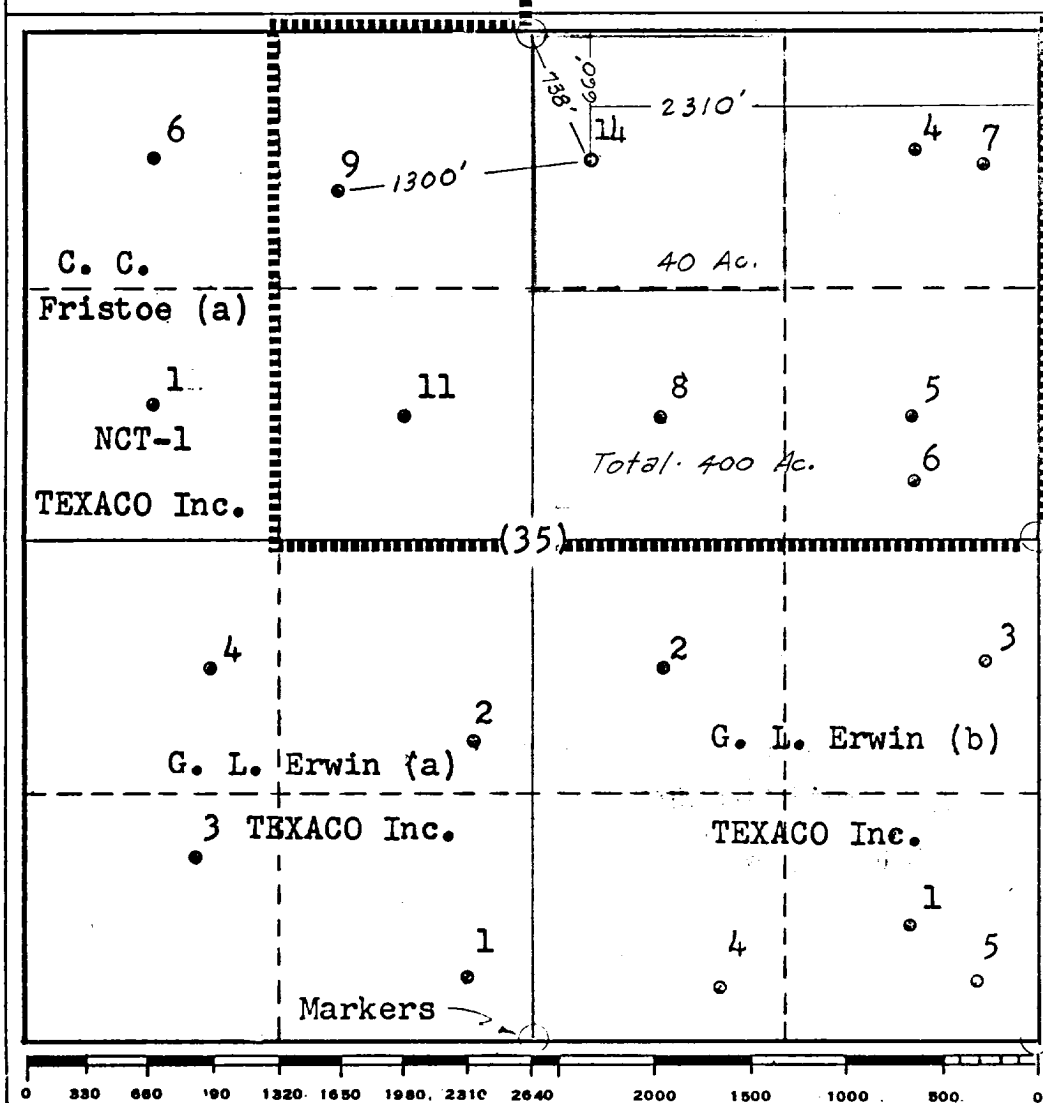 738'
660'
2310'
6
9
14
4
7
1300'
C. C.
40 Ac.
Fristoe (a)
1
11
8
5
NCT-1
Total. 400 Ac.
6
TEXACO Inc.
(35)
4
2
3
2
G. L. Erwin (a)
G. L. Erwin (b)
3 TEXACO Inc.
TEXACO Inc.
1
1
4
5
Markers
0 330 660 190 1320. 1650 1980, 2310 2640 2000 1500 1000 500. 0